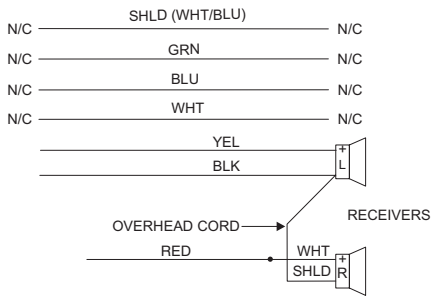 SHLD (WHT/BLU)
N/C N/C
GRN
N/C N/C
BLU
N/C N/C
WHT
N/C N/C
YEL
+
L
BLK
RECEIVERS
OVERHEAD CORD
RED WHT
+
SHLD R